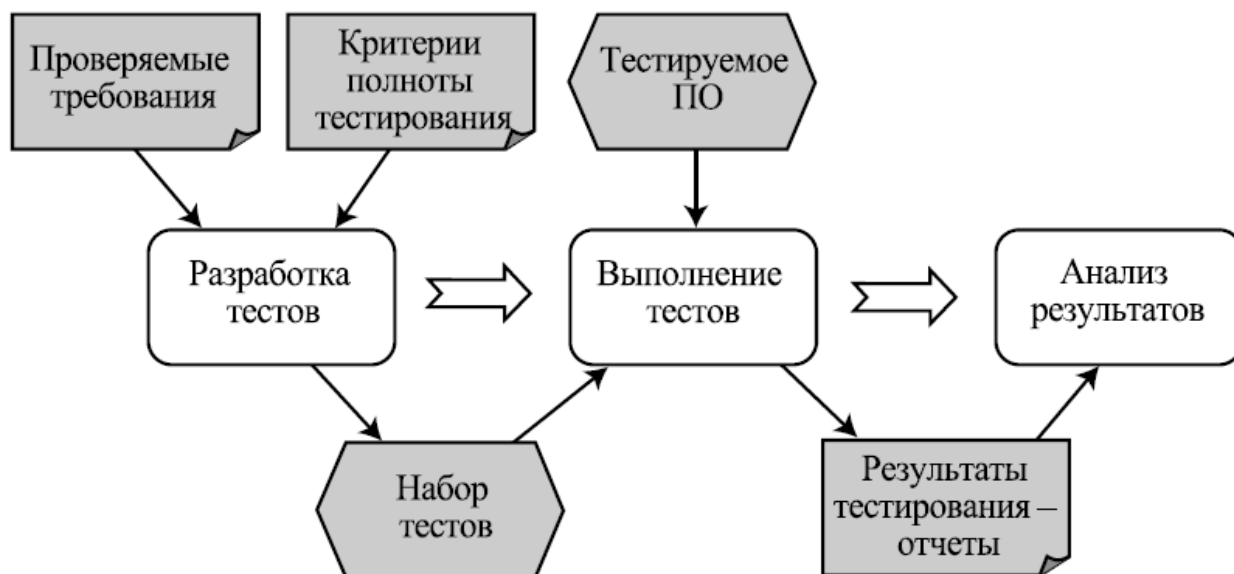 Проверяемые
требования
Критерии
полноты
тестирования
Тестируемое
ПО
Разработка
тестов
Выполнение
тестов
Анализ
результатов
Набор
тестов
Результаты
тестирования –
отчеты